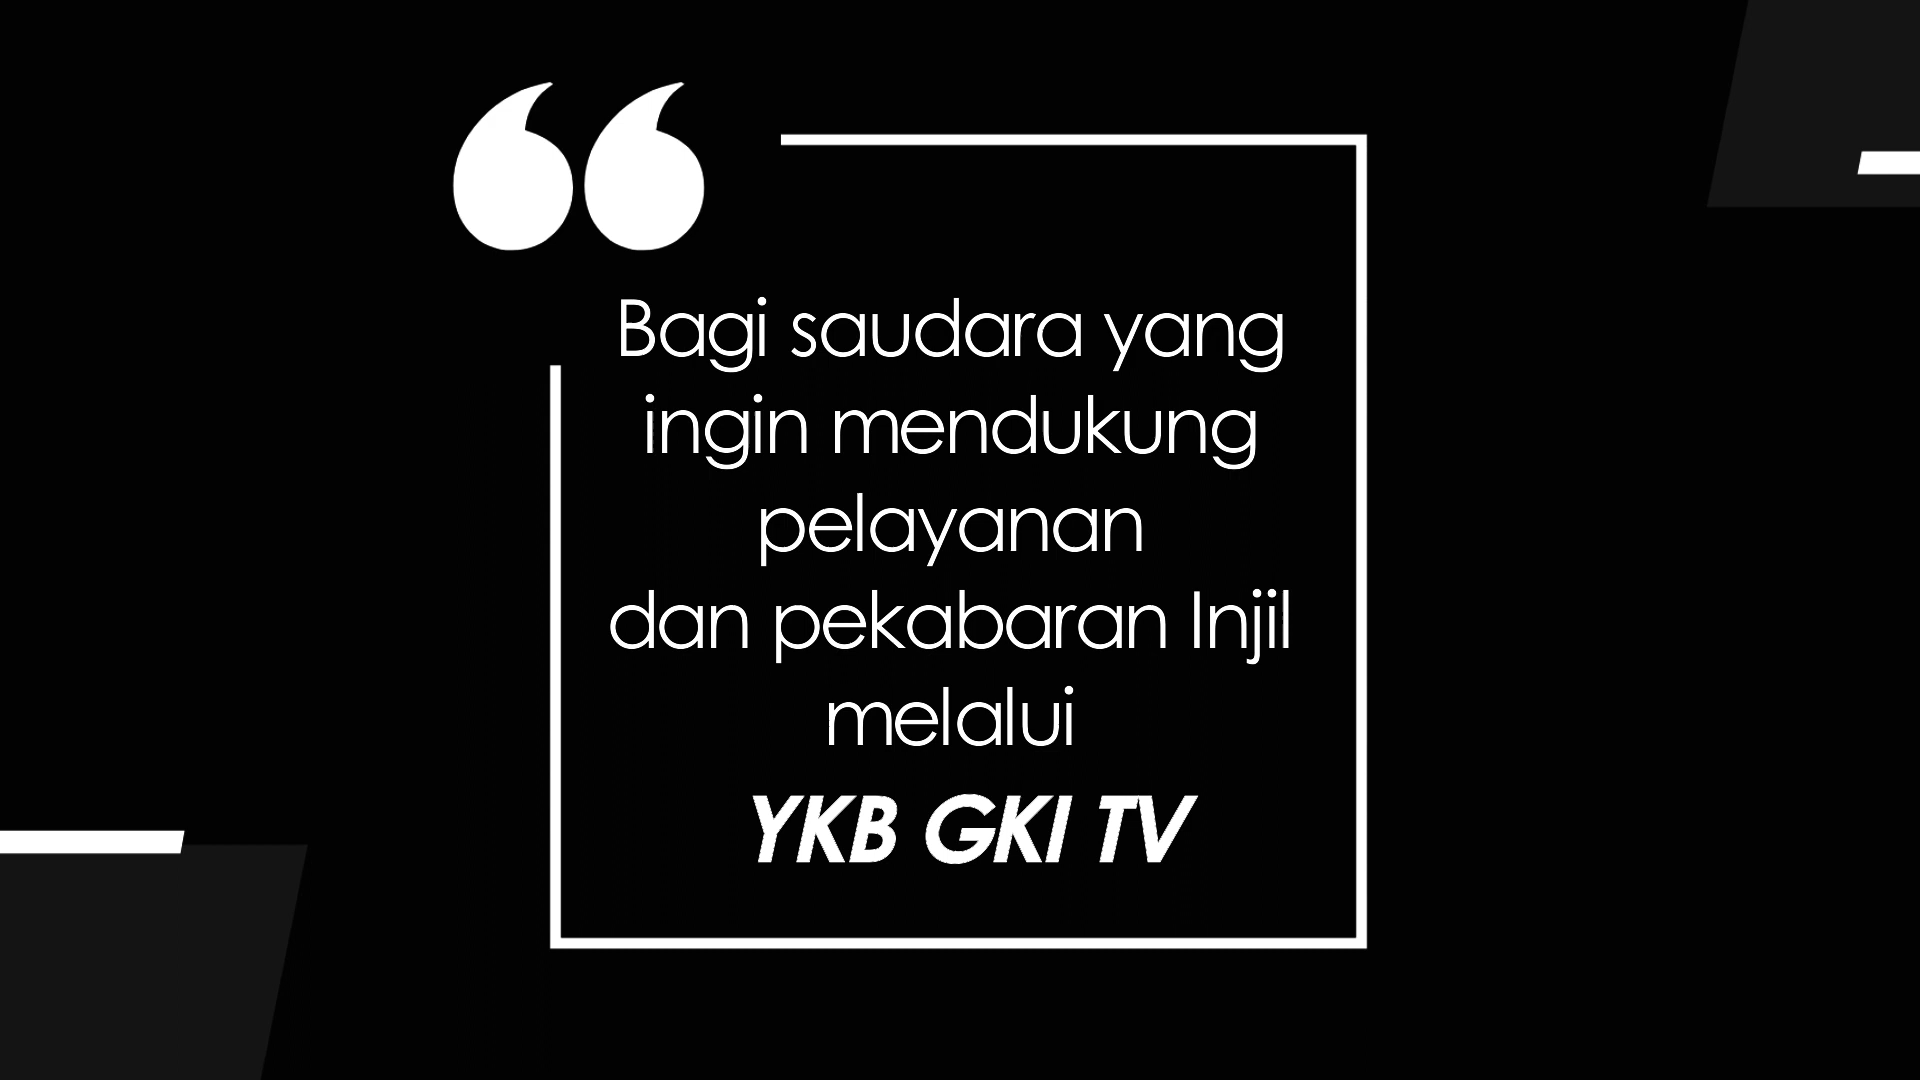 Bagi saudara yang
ingin mendukung
pelayanan
dan pekabaran Injil
melalui
YKB GKI TV